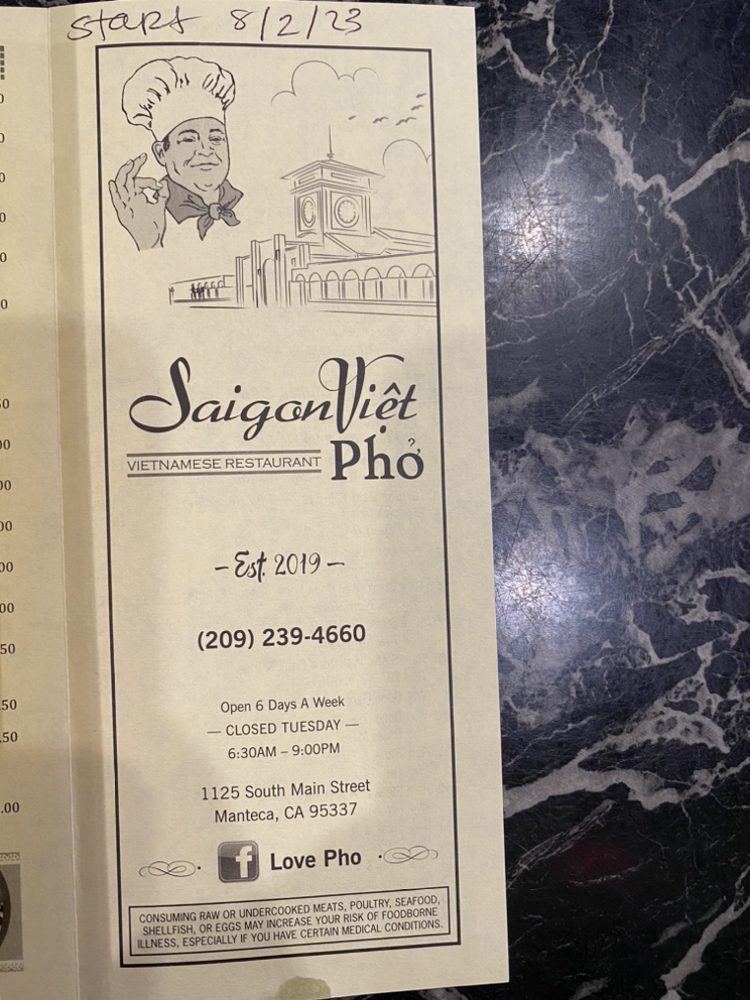 Start 8/2/23
Saigon Việt
VIETNAMESE RESTAURANT Phở
– Est. 2019 –
(209) 239-4660
Open 6 Days A Week
— CLOSED TUESDAY —
6:30AM – 9:00PM
1125 South Main Street
Manteca, CA 95337
f Love Pho
CONSUMING RAW OR UNDERCOOKED MEATS, POULTRY, SEAFOOD,
SHELLFISH, OR EGGS MAY INCREASE YOUR RISK OF FOODBORNE
ILLNESS, ESPECIALLY IF YOU HAVE CERTAIN MEDICAL CONDITIONS.